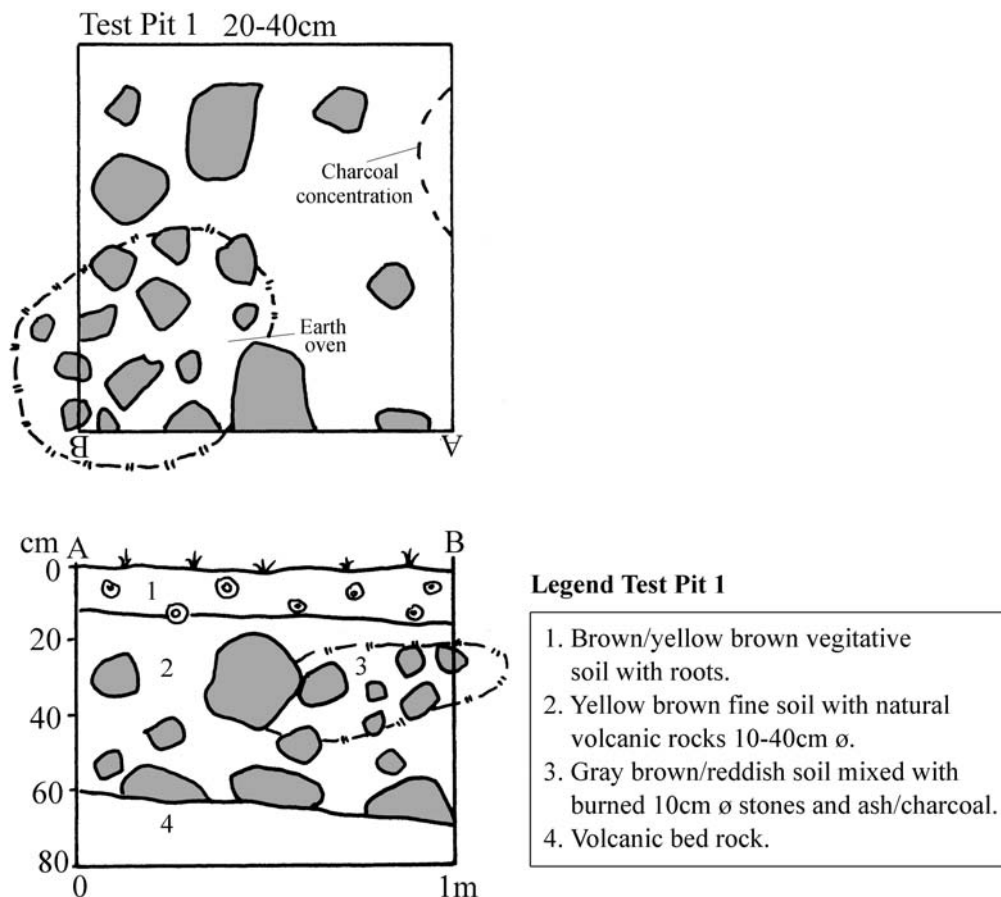 Test Pit 1 20-40cm
Charcoal
concentration
Earth
oven
B
A
cm
A
B
0
1
20
2
3
40
60
4
80
0
1m
Legend Test Pit 1
1. Brown/yellow brown vegitative
soil with roots.
2. Yellow brown fine soil with natural
volcanic rocks 10-40cm ø.
3. Gray brown/reddish soil mixed with
burned 10cm ø stones and ash/charcoal.
4. Volcanic bed rock.